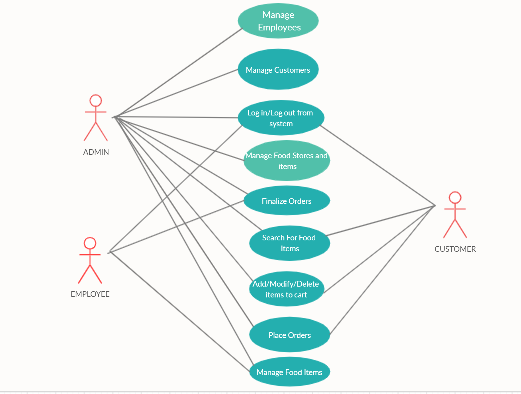 Manage
Employees
Manage Customers
Log In/Log out from
system
Manage Food Stores and
items
Finalize Orders
Search For Food
Items
Add/Modify/Delete
items to cart
Place Orders
Manage Food Items
ADMIN
EMPLOYEE
CUSTOMER